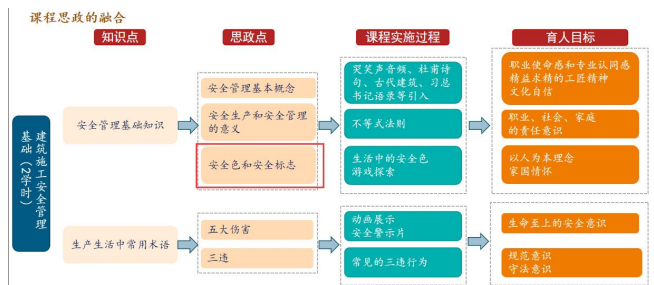 课程思政的融合
知识点
思政点
课程实施过程
育人目标
建筑施工安全管理
基础（2学时）
安全管理基础知识
安全管理基本概念
安全生产和安全管理
的意义
安全色和安全标志
哭笑声音频、杜甫诗
句、古代建筑、习总
书记语录等引入
不等式法则
生活中的安全色
游戏探索
职业使命感和专业认同感
精益求精的工匠精神
文化自信
职业、社会、家庭
的责任意识
以人为本理念
家国情怀
生产生活中常用术语
五大伤害
三违
动画展示
安全警示片
常见的三违行为
生命至上的安全意识
规范意识
守法意识